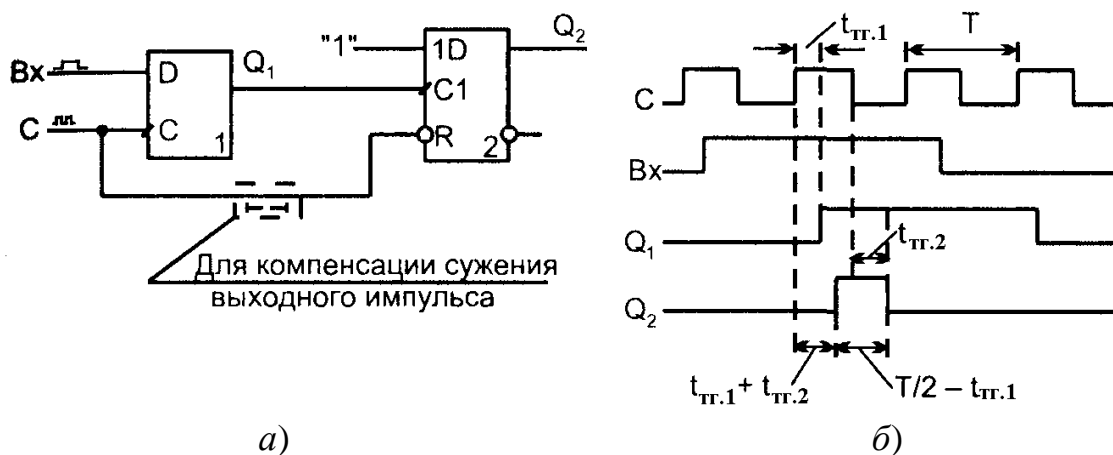 "1"
Q₂
Вх
D
Q₁
1D
C1
С
C
1
R
2
Для компенсации сужения
выходного импульса
а)
tтг.1
T
C
Вх
Q₁
tтг.2
Q₂
tтг.1 + tтг.2
T/2 – tтг.1
б)